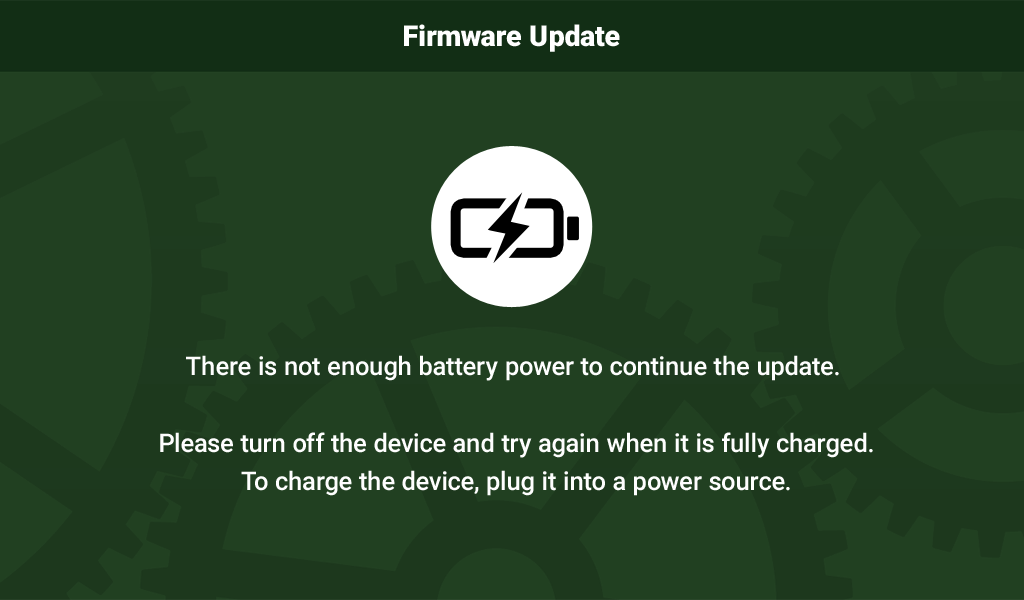 Firmware Update
There is not enough battery power to continue the update.
Please turn off the device and try again when it is fully charged.
To charge the device, plug it into a power source.